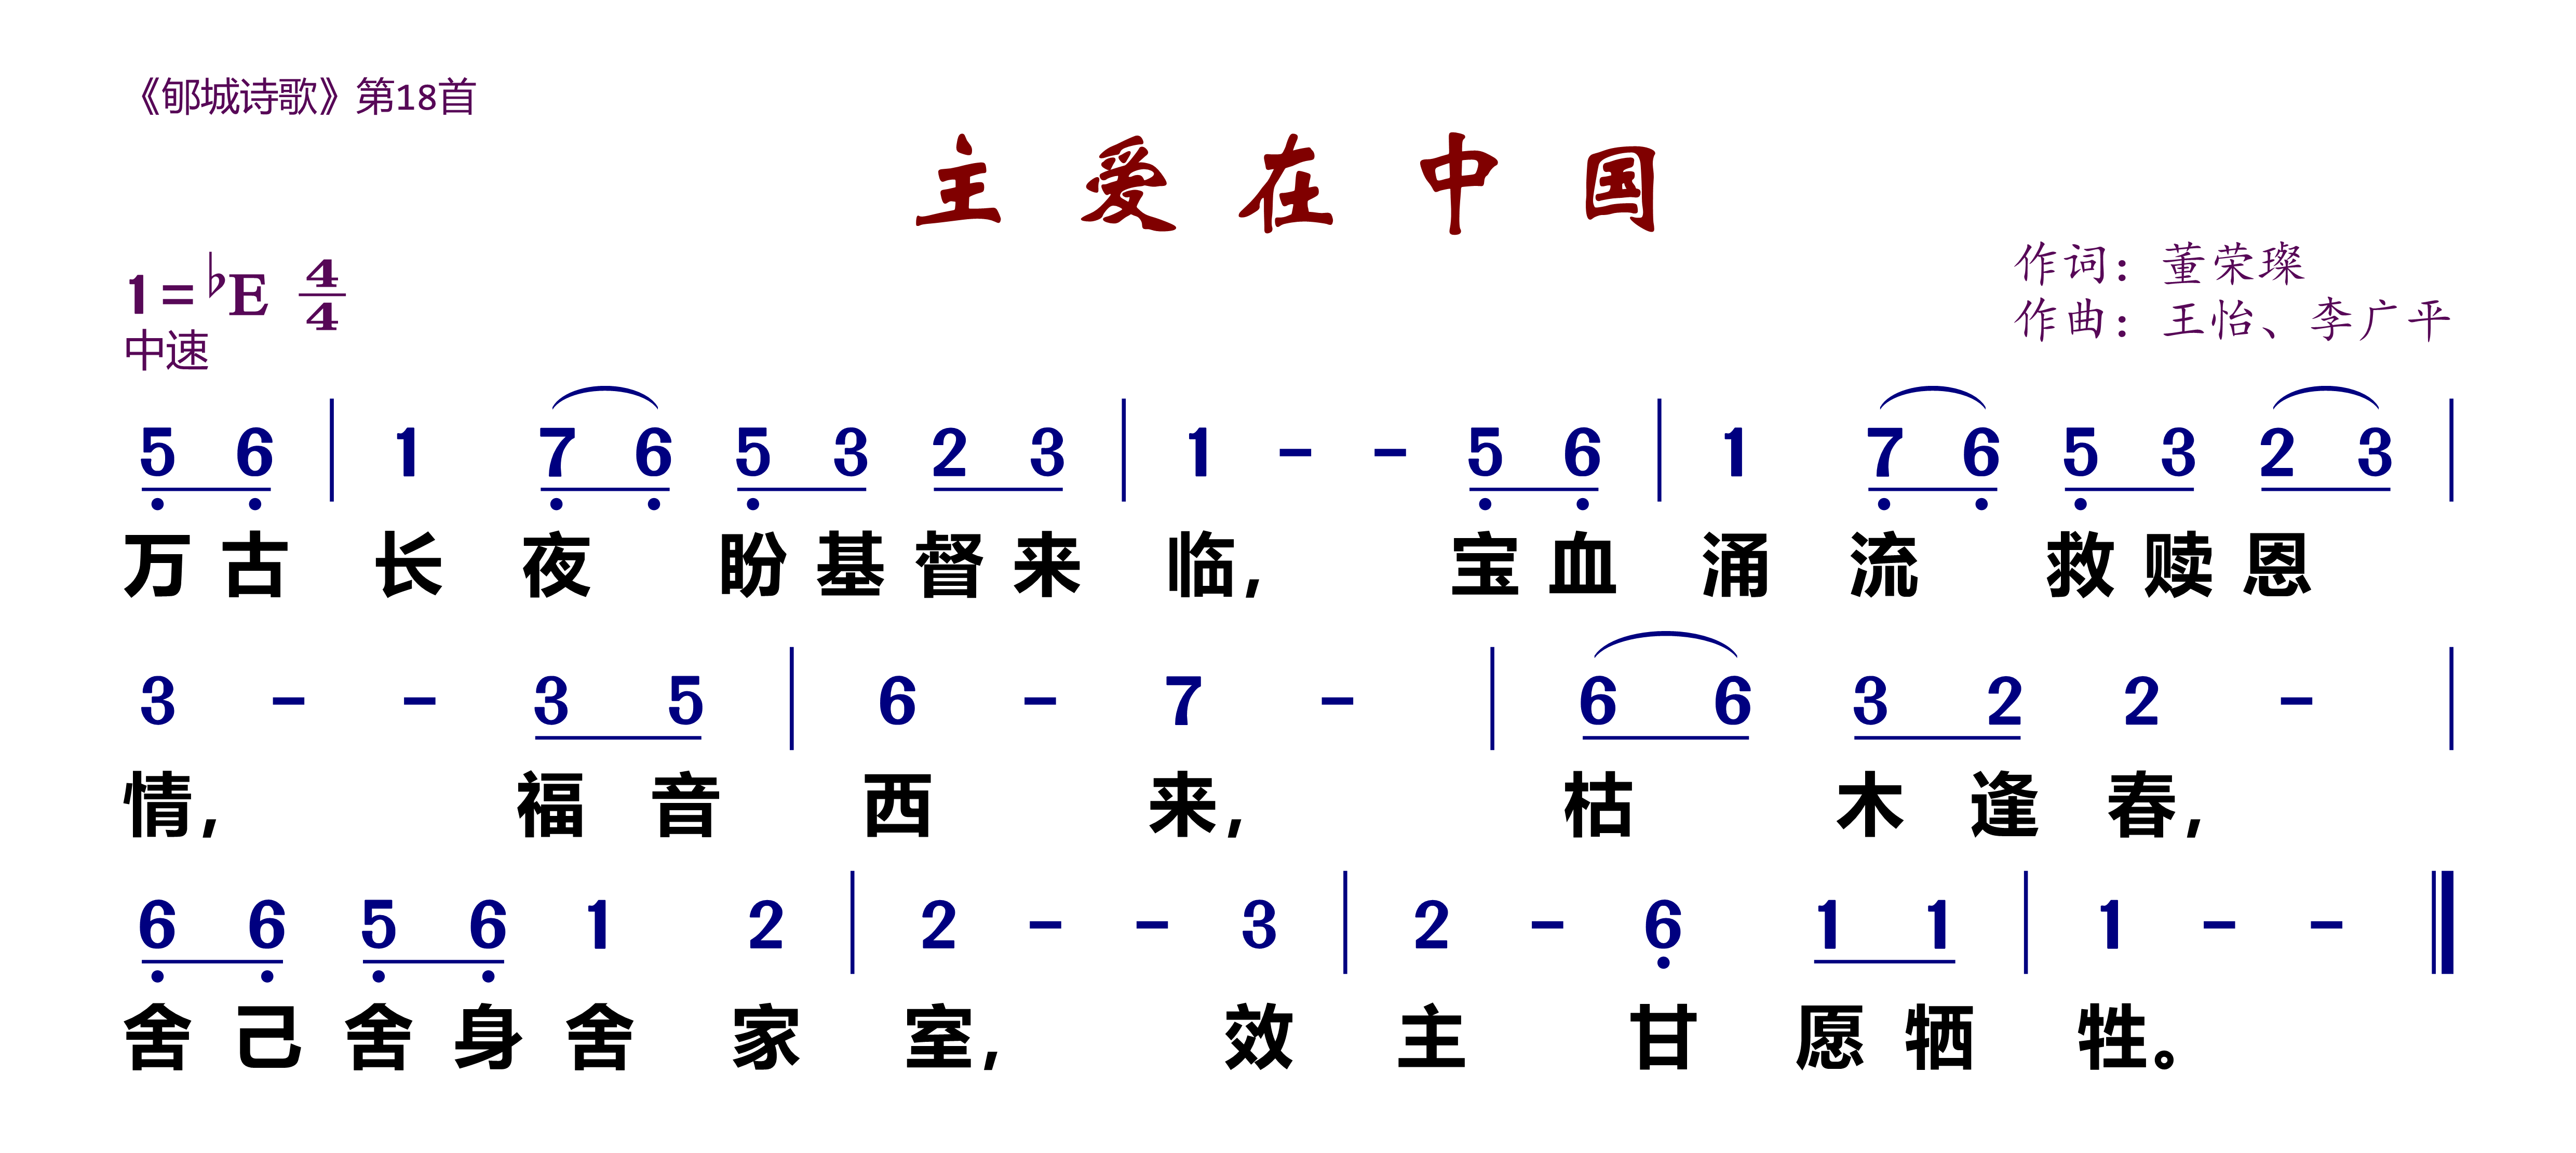 《郇城诗歌》第18首
主爱在中国
1=♭E 4/4
中速
作词：董荣璨
作曲：王怡、李广平
5 6 | 1 7 6 5 3 2 3 | 1 - - 5 6 | 1 7 6 5 3 2 3 |
万古长夜 盼基督来临， 宝血涌流 救赎恩
3 - - 3 5 | 6 - 7 - | 6 6 3 2 2 - |
情， 福音西来， 枯木逢春，
6 6 5 6 1 2 | 2 - - 3 | 2 - 6 1 1 | 1 - - ‖
舍己舍身舍家室， 效主甘愿牺牲。